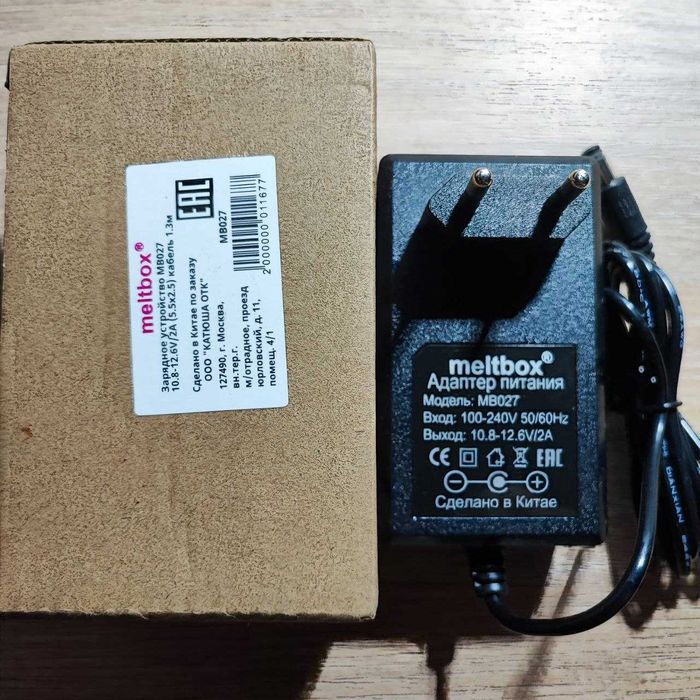 meltbox®
Зарядное устройство MB027
10.8-12.6V/2A (5.5x2.5) кабель 1.3м
Сделано в Китае по заказу
ООО "КАТЮША ОТК"
127490, г. Москва,
вн.тер.г.
м/отрадное, проезд
юрловский, д. 11,
помещ. 4/1
EAC
MB027
2000000011677
meltbox®
Адаптер питания
Модель: MB027
Вход: 100-240V 50/60Hz
Выход: 10.8-12.6V/2A
CE EAC
Сделано в Китае
DANXIAN